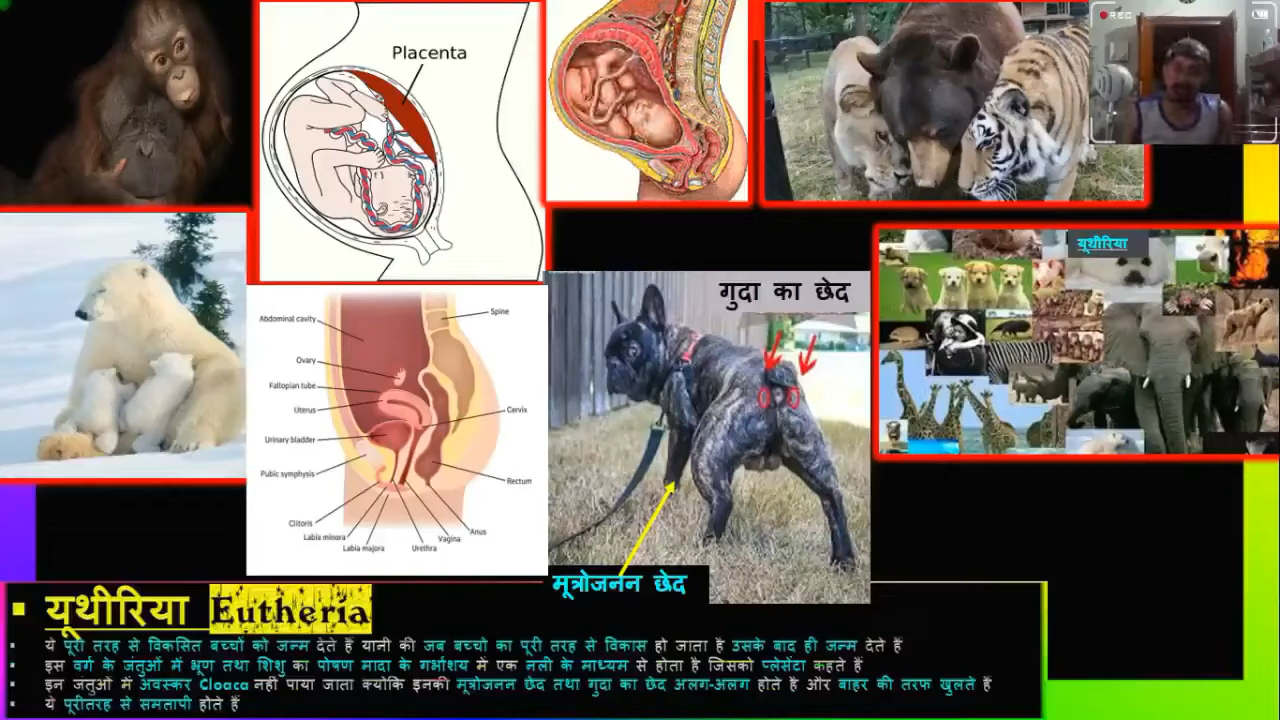 Placenta
REC
यूथीरिया
गुदा का छेद
Abdominal cavity
Spine
Ovary
Fallopian tube
Uterus
Cervix
Urinary bladder
Pubic symphysis
Rectum
Clitoris
Anus
Labia minora
Vagina
Labia majora
Urethra
मूत्रोजनन छेद
यूथीरिया Eutheria
ये पूरी तरह से विकसित बच्चों को जन्म देते हैं यानी की जब बच्चो का पूरी तरह से विकास हो जाता है उसके बाद ही जन्म देते हैं
इस वर्ग के जंतुओं में भ्रूण तथा शिशु का पोषण मादा के गर्भाशय में एक नली के माध्यम से होता है जिसको प्लेसेंटा कहते हैं
इन जंतुओं में अवस्कर Cloaca नहीं पाया जाता क्योंकि इनकी मूत्रोजनन छेद तथा गुदा का छेद अलग-अलग होते हैं और बाहर की तरफ खुलते हैं
ये पूरीतरह से समतापी होते हैं